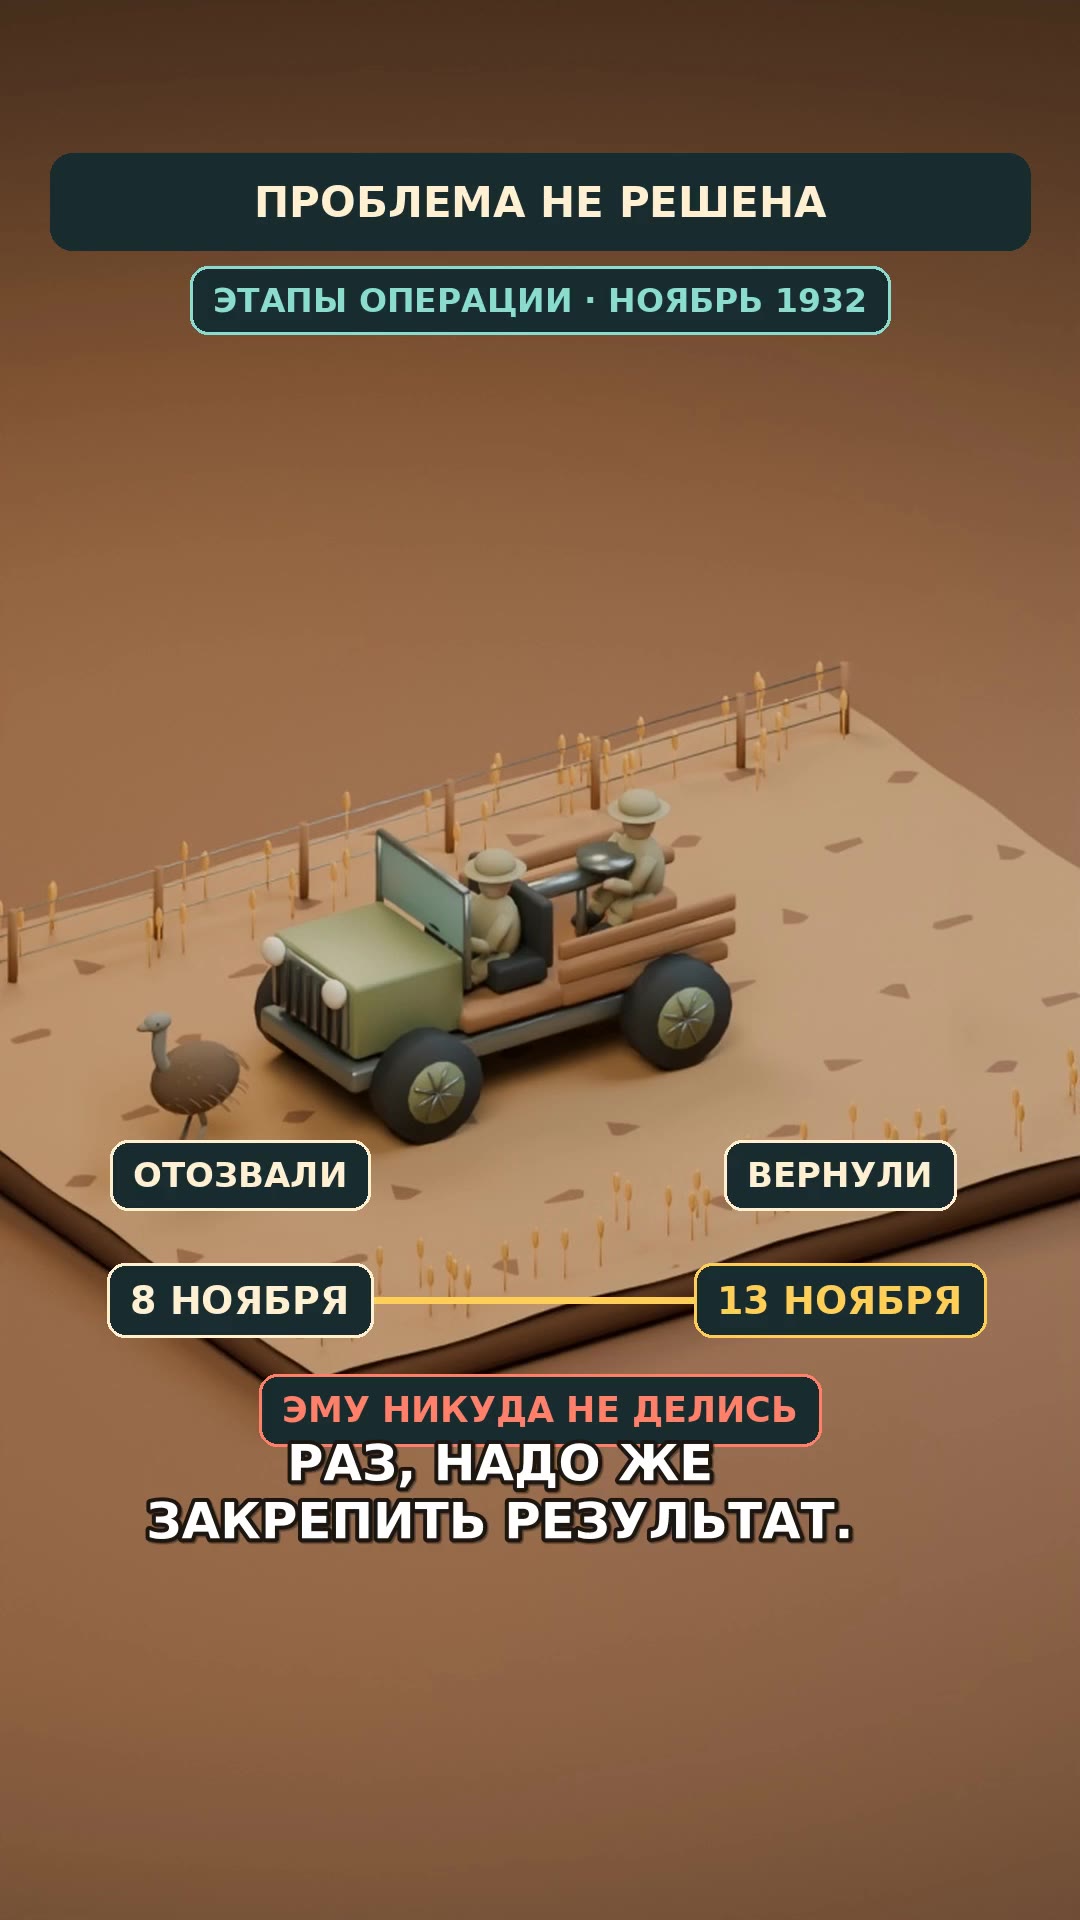 ПРОБЛЕМА НЕ РЕШЕНА
ЭТАПЫ ОПЕРАЦИИ · НОЯБРЬ 1932
ОТОЗВАЛИ
ВЕРНУЛИ
8 НОЯБРЯ
13 НОЯБРЯ
ЭМУ НИКУДА НЕ ДЕЛИСЬ
РАЗ, НАДО ЖЕ
ЗАКРЕПИТЬ РЕЗУЛЬТАТ.